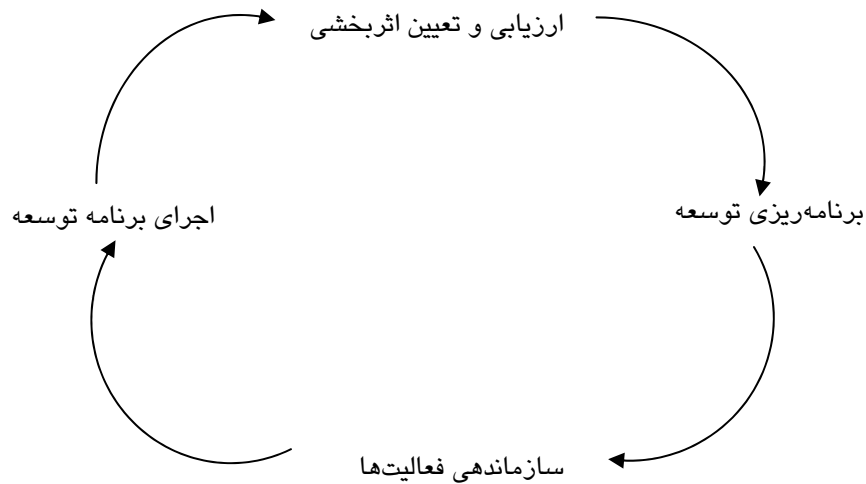 ارزیابی و تعیین اثربخشی
برنامه‌ریزی توسعه
اجرای برنامه توسعه
سازماندهی فعالیت‌ها